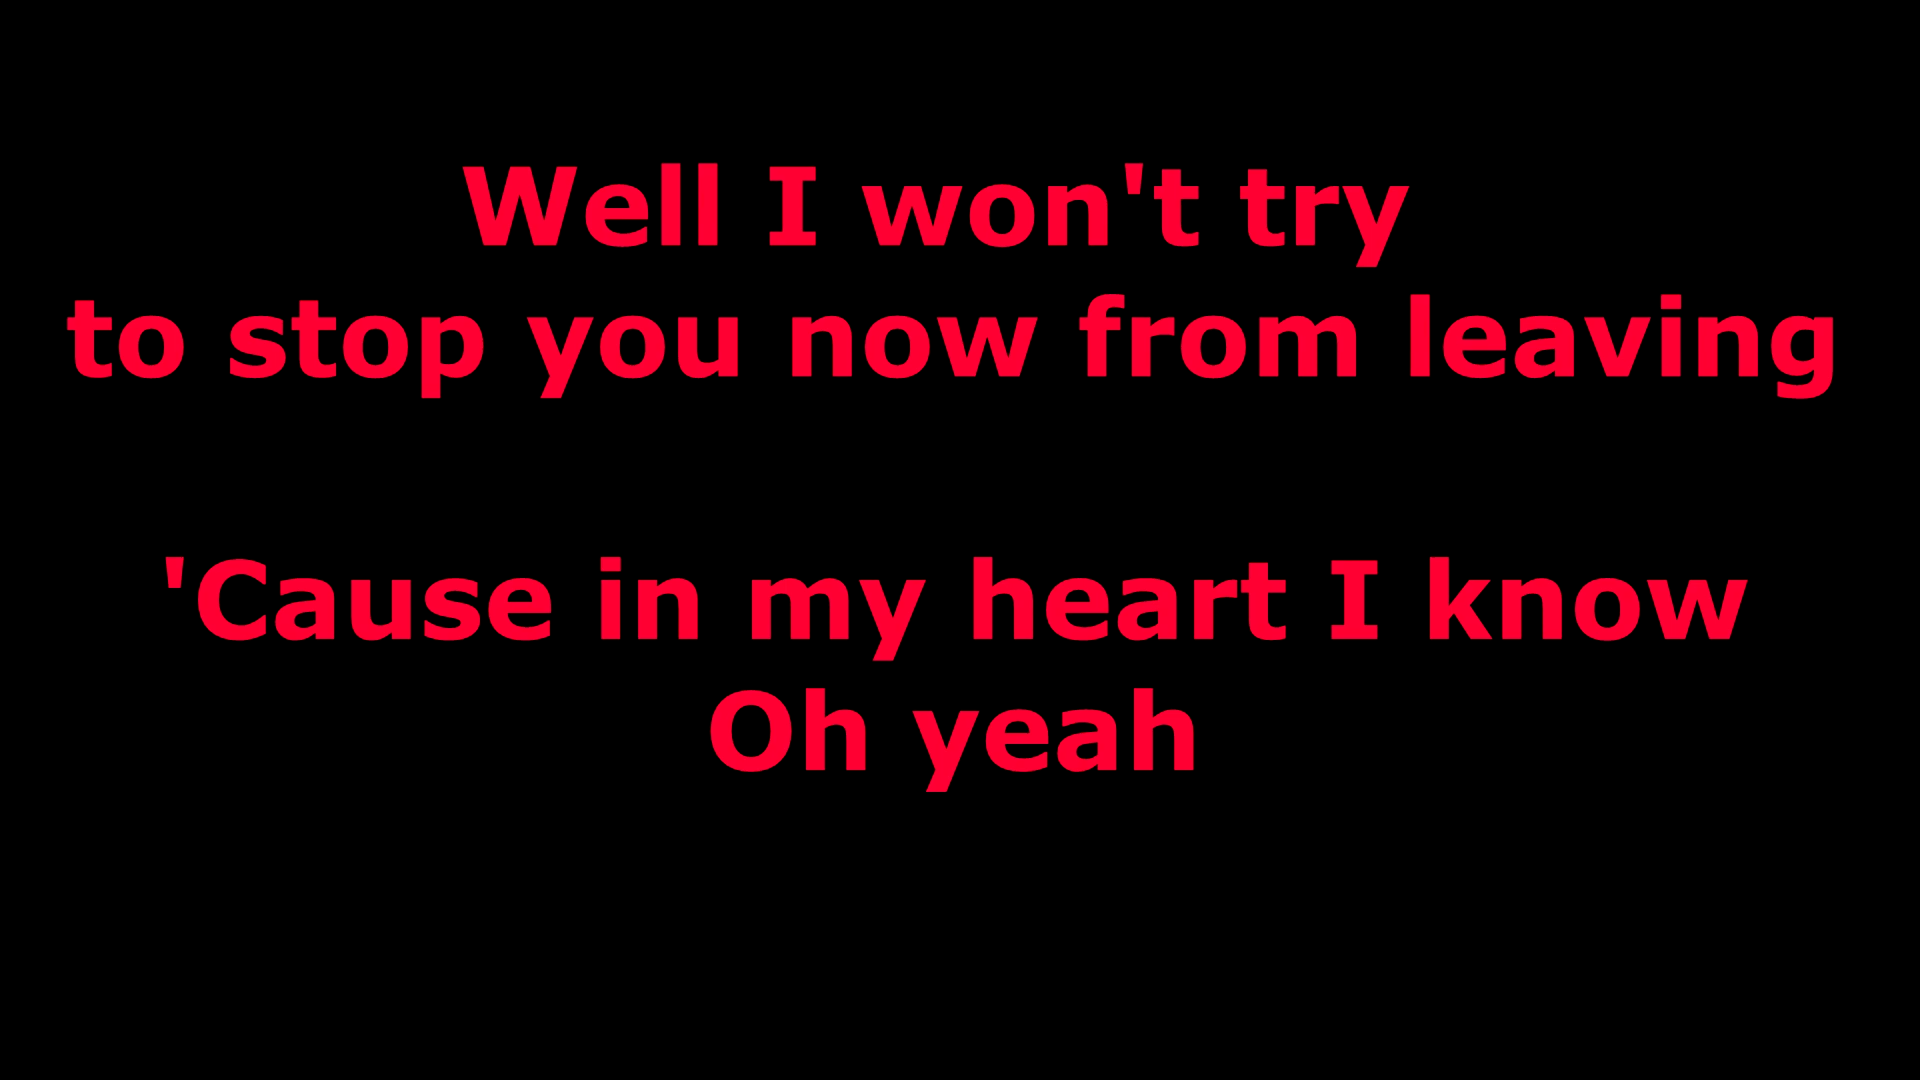 Well I won't try
to stop you now from leaving
'Cause in my heart I know
Oh yeah